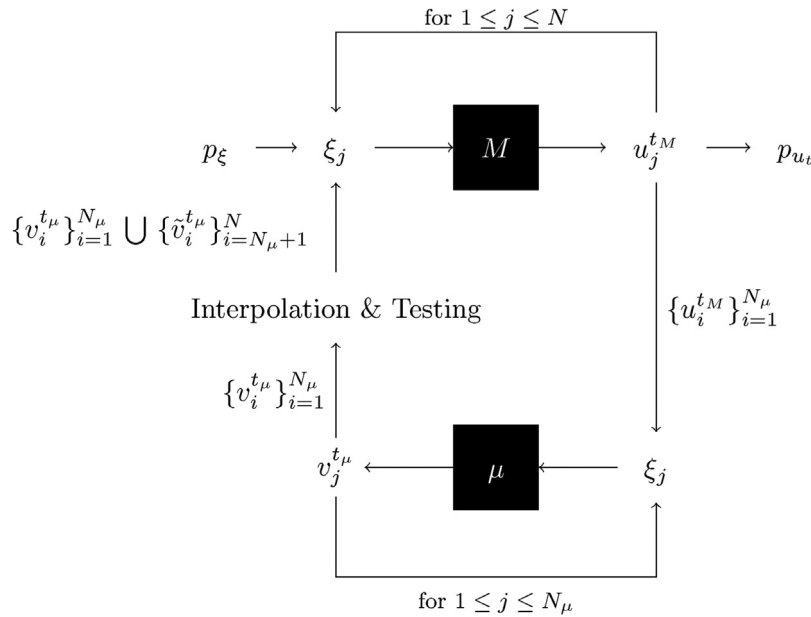 for 1 ≤ j ≤ N
p_ξ ξ_j M u_j^{t_M} p_{u_t}
{v_i^{t_μ}}_{i=1}^{N_μ} ⋃ {ṽ_i^{t_μ}}_{i=N_μ+1}^{N}
Interpolation & Testing
{u_i^{t_M}}_{i=1}^{N_μ}
{v_i^{t_μ}}_{i=1}^{N_μ}
v_j^{t_μ} μ ξ_j
for 1 ≤ j ≤ N_μ